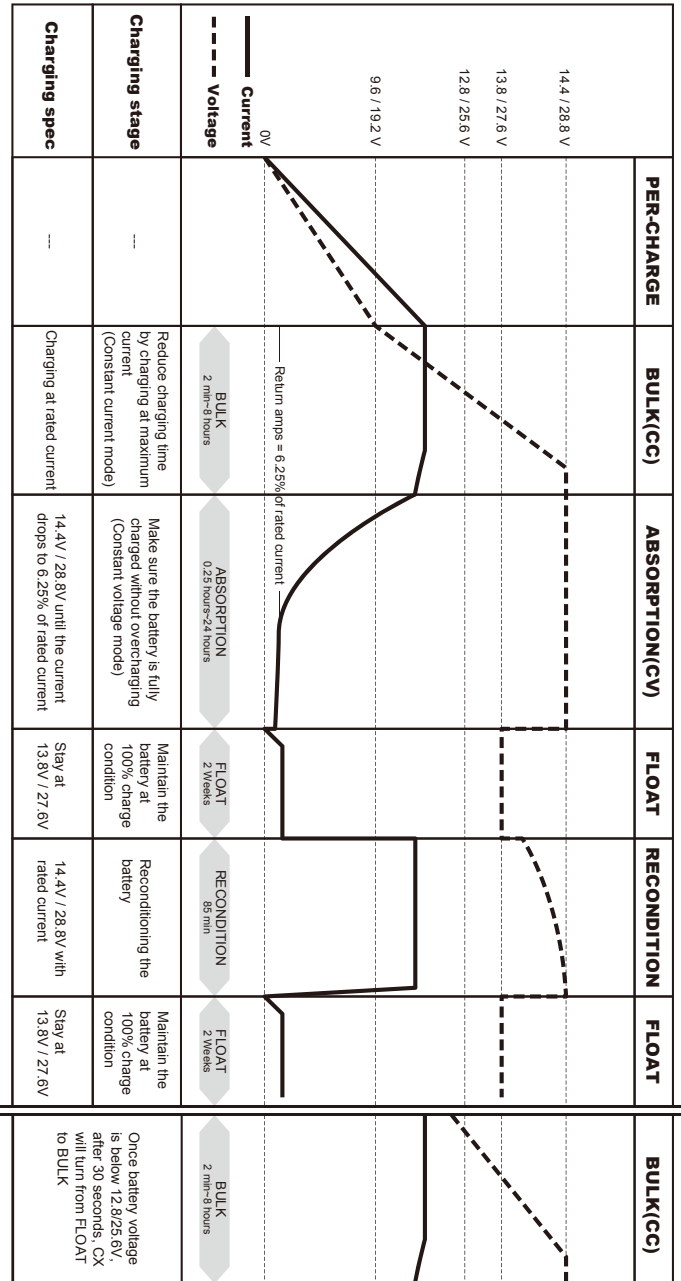 PER-CHARGE
BULK(CC)
ABSORPTION(CV)
FLOAT
RECONDITION
FLOAT
BULK(CC)
14.4 / 28.8 V
13.8 / 27.6 V
12.8 / 25.6 V
9.6 / 19.2 V
0V
Current
Voltage
Return amps = 6.25% of rated current
BULK
2 min~8 hours
ABSORPTION
0.25 hours~24 hours
FLOAT
2 Weeks
RECONDITION
85 min
FLOAT
2 Weeks
BULK
2 min~8 hours
Charging stage
---
Reduce charging time
by charging at maximum
current
(Constant current mode)
Make sure the battery is fully
charged without overcharging
(Constant voltage mode)
Maintain the
battery at
100% charge
condition
Reconditioning the
battery
Maintain the
battery at
100% charge
condition
Once battery voltage
is below 12.8/25.6V,
after 30 seconds, CX
will turn from FLOAT
to BULK
Charging spec
---
Charging at rated current
14.4V / 28.8V until the current
drops to 6.25% of rated current
Stay at
13.8V / 27.6V
14.4V / 28.8V with
rated current
Stay at
13.8V / 27.6V